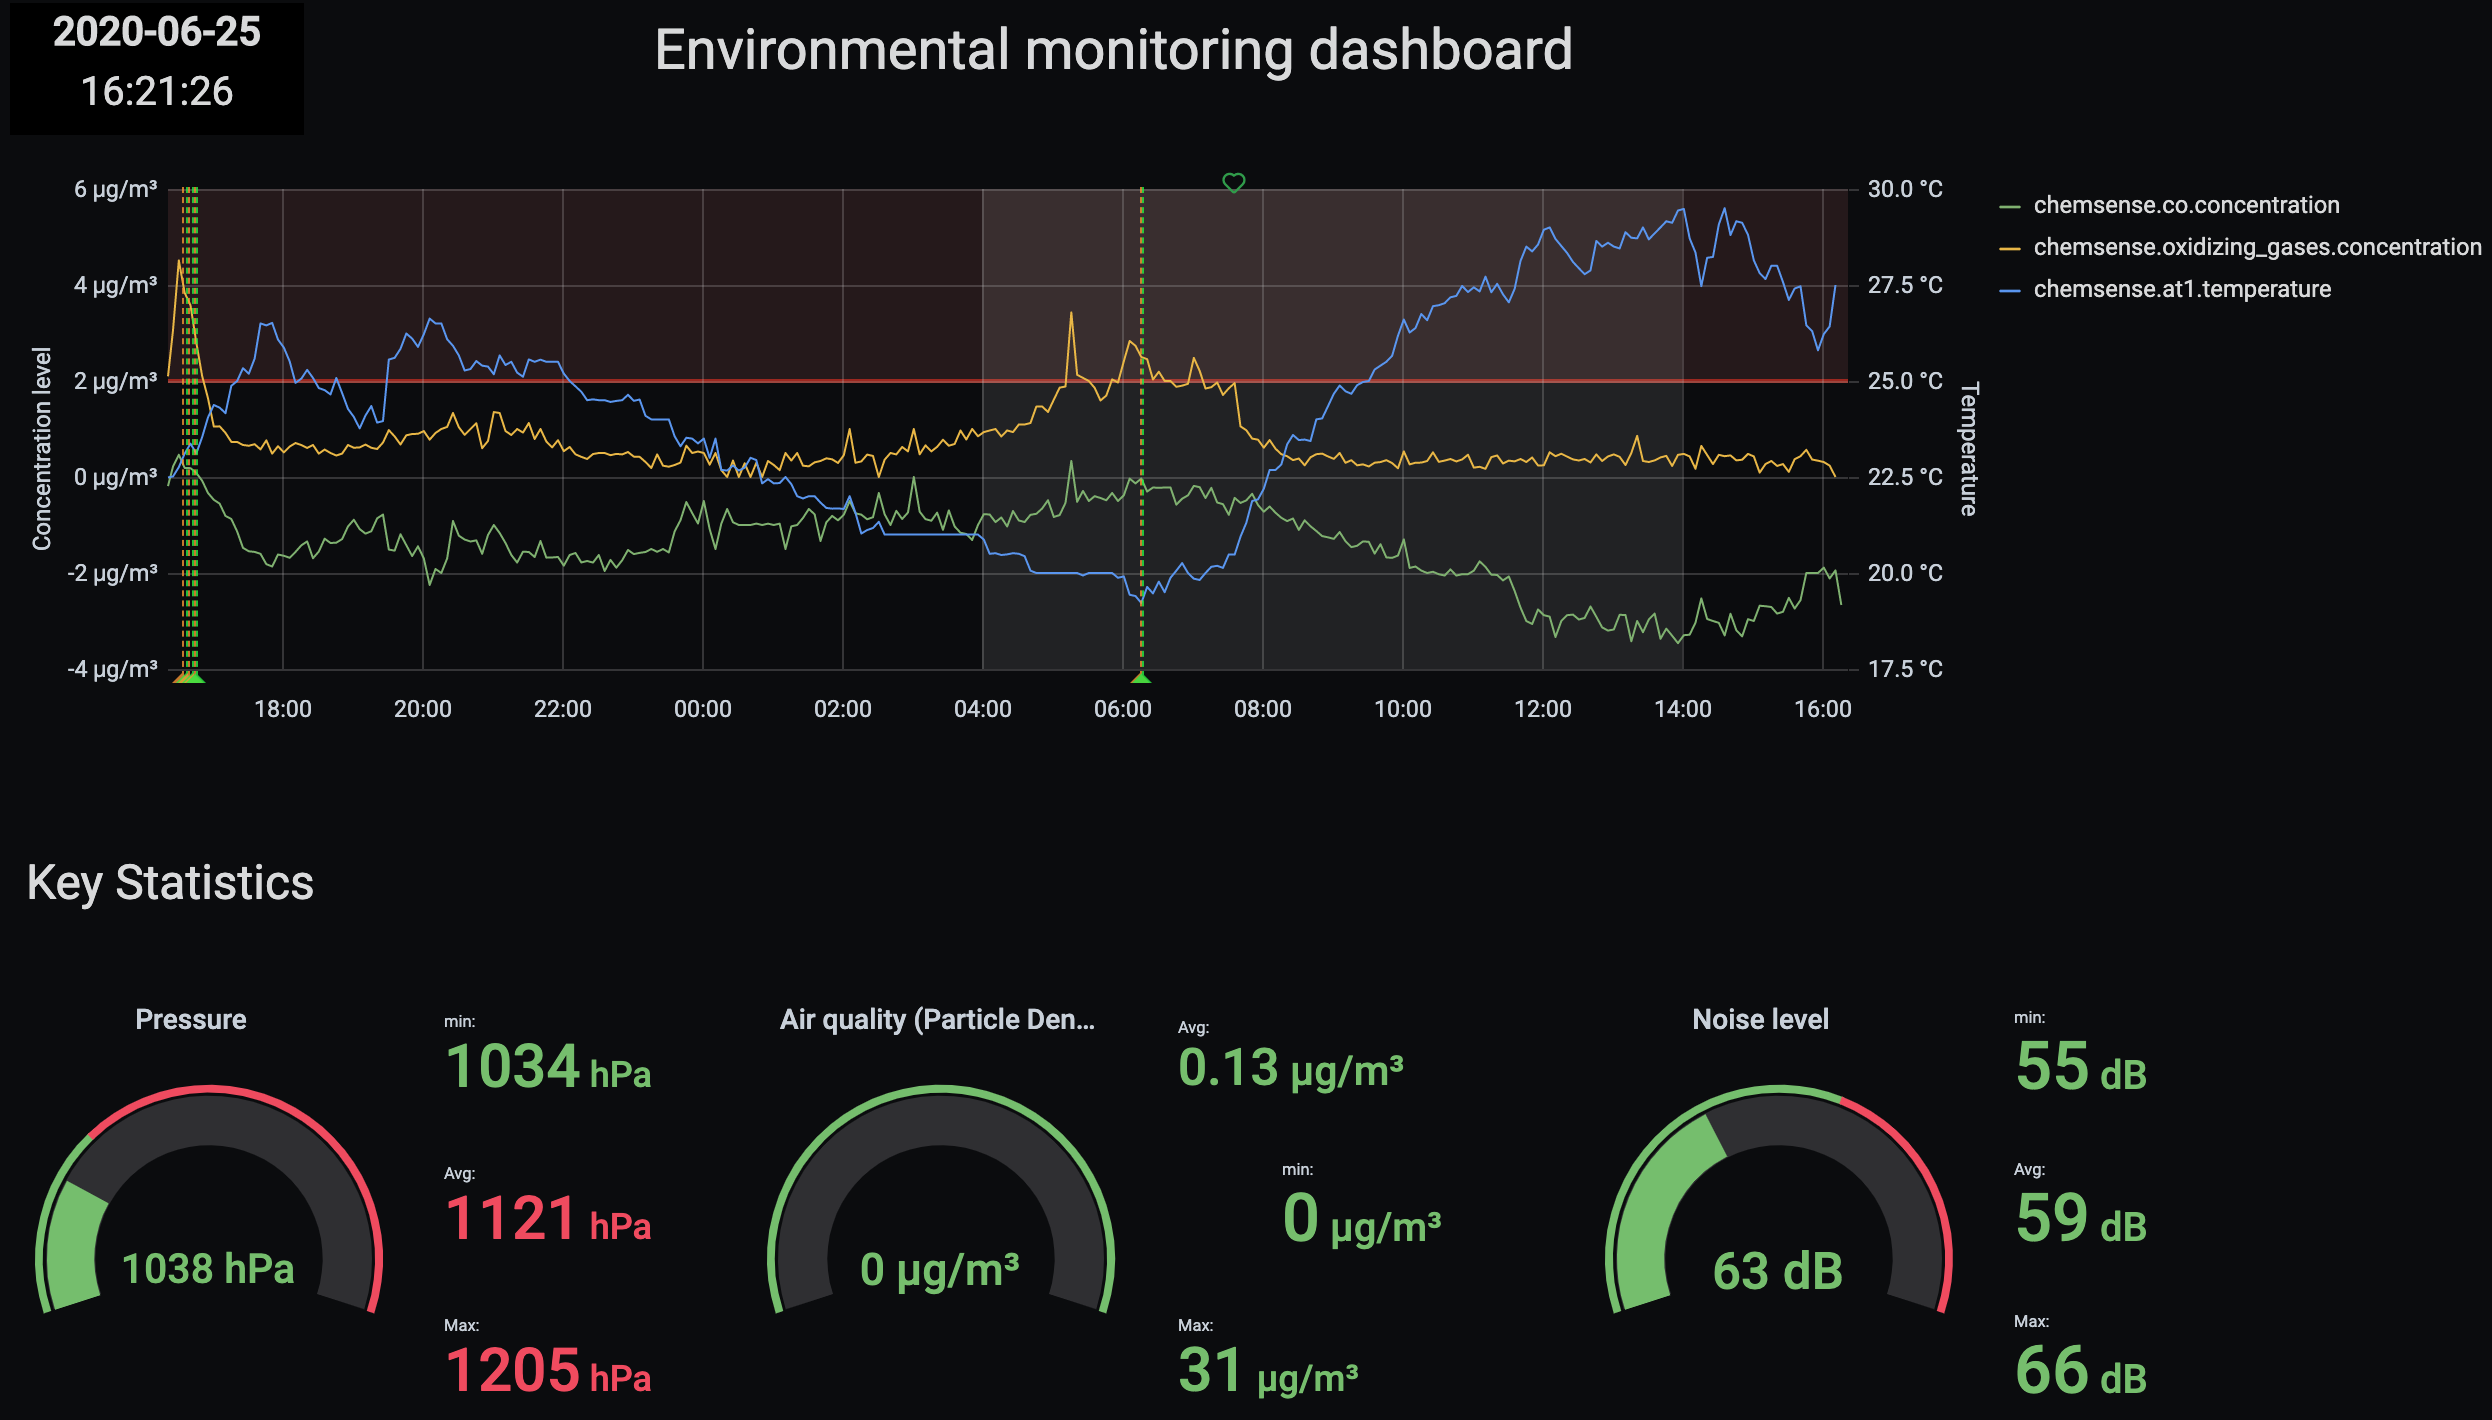 2020-06-25
16:21:26
Environmental monitoring dashboard
6 µg/m³
4 µg/m³
2 µg/m³
0 µg/m³
-2 µg/m³
-4 µg/m³
Concentration level
30.0 °C
27.5 °C
25.0 °C
22.5 °C
20.0 °C
17.5 °C
Temperature
18:00 20:00 22:00 00:00 02:00 04:00 06:00 08:00 10:00 12:00 14:00 16:00
chemsense.co.concentration
chemsense.oxidizing_gases.concentration
chemsense.at1.temperature
Key Statistics
Pressure
1038 hPa
min:
1034 hPa
Avg:
1121 hPa
Max:
1205 hPa
Air quality (Particle Den...
0 µg/m³
Avg:
0.13 µg/m³
min:
0 µg/m³
Max:
31 µg/m³
Noise level
63 dB
min:
55 dB
Avg:
59 dB
Max:
66 dB